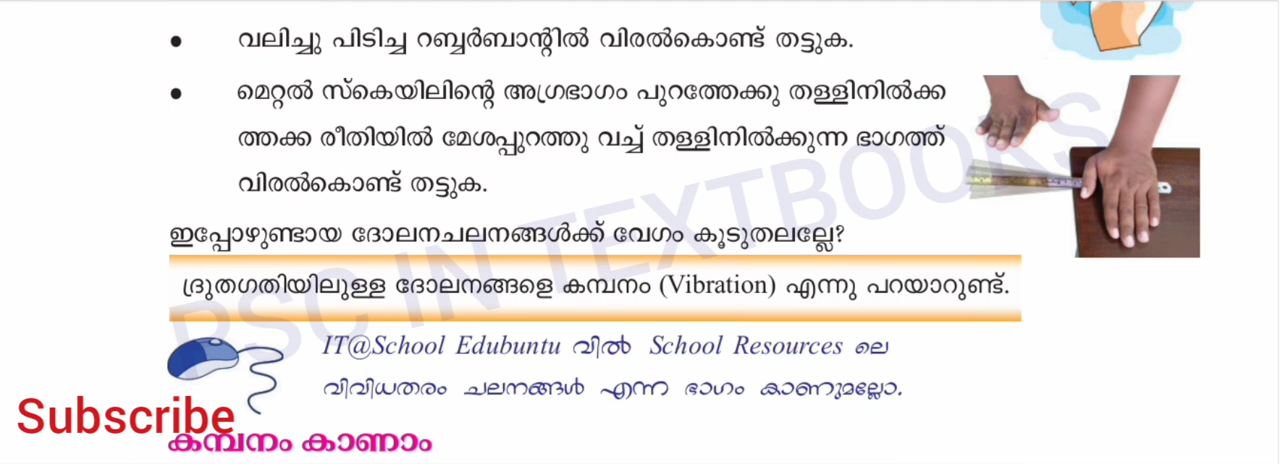 • വലിച്ചു പിടിച്ച റബ്ബർബാന്റിൽ വിരൽകൊണ്ട് തട്ടുക.
• മെറ്റൽ സ്കെയിലിന്റെ അഗ്രഭാഗം പുറത്തേക്കു തള്ളിനിൽക്ക
ത്തക്ക രീതിയിൽ മേശപ്പുറത്തു വച്ച് തള്ളിനിൽക്കുന്ന ഭാഗത്ത്
വിരൽകൊണ്ട് തട്ടുക.
ഇപ്പോഴുണ്ടായ ദോലനചലനങ്ങൾക്ക് വേഗം കൂടുതലല്ലേ?
ദ്രുതഗതിയിലുള്ള ദോലനങ്ങളെ കമ്പനം (Vibration) എന്നു പറയാറുണ്ട്.
PSC IN TEXTBOOKS
IT@School Edubuntu വിൽ School Resources ലെ
വിവിധതരം ചലനങ്ങൾ എന്ന ഭാഗം കാണുമല്ലോ.
Subscribe
കമ്പനം കാണാം